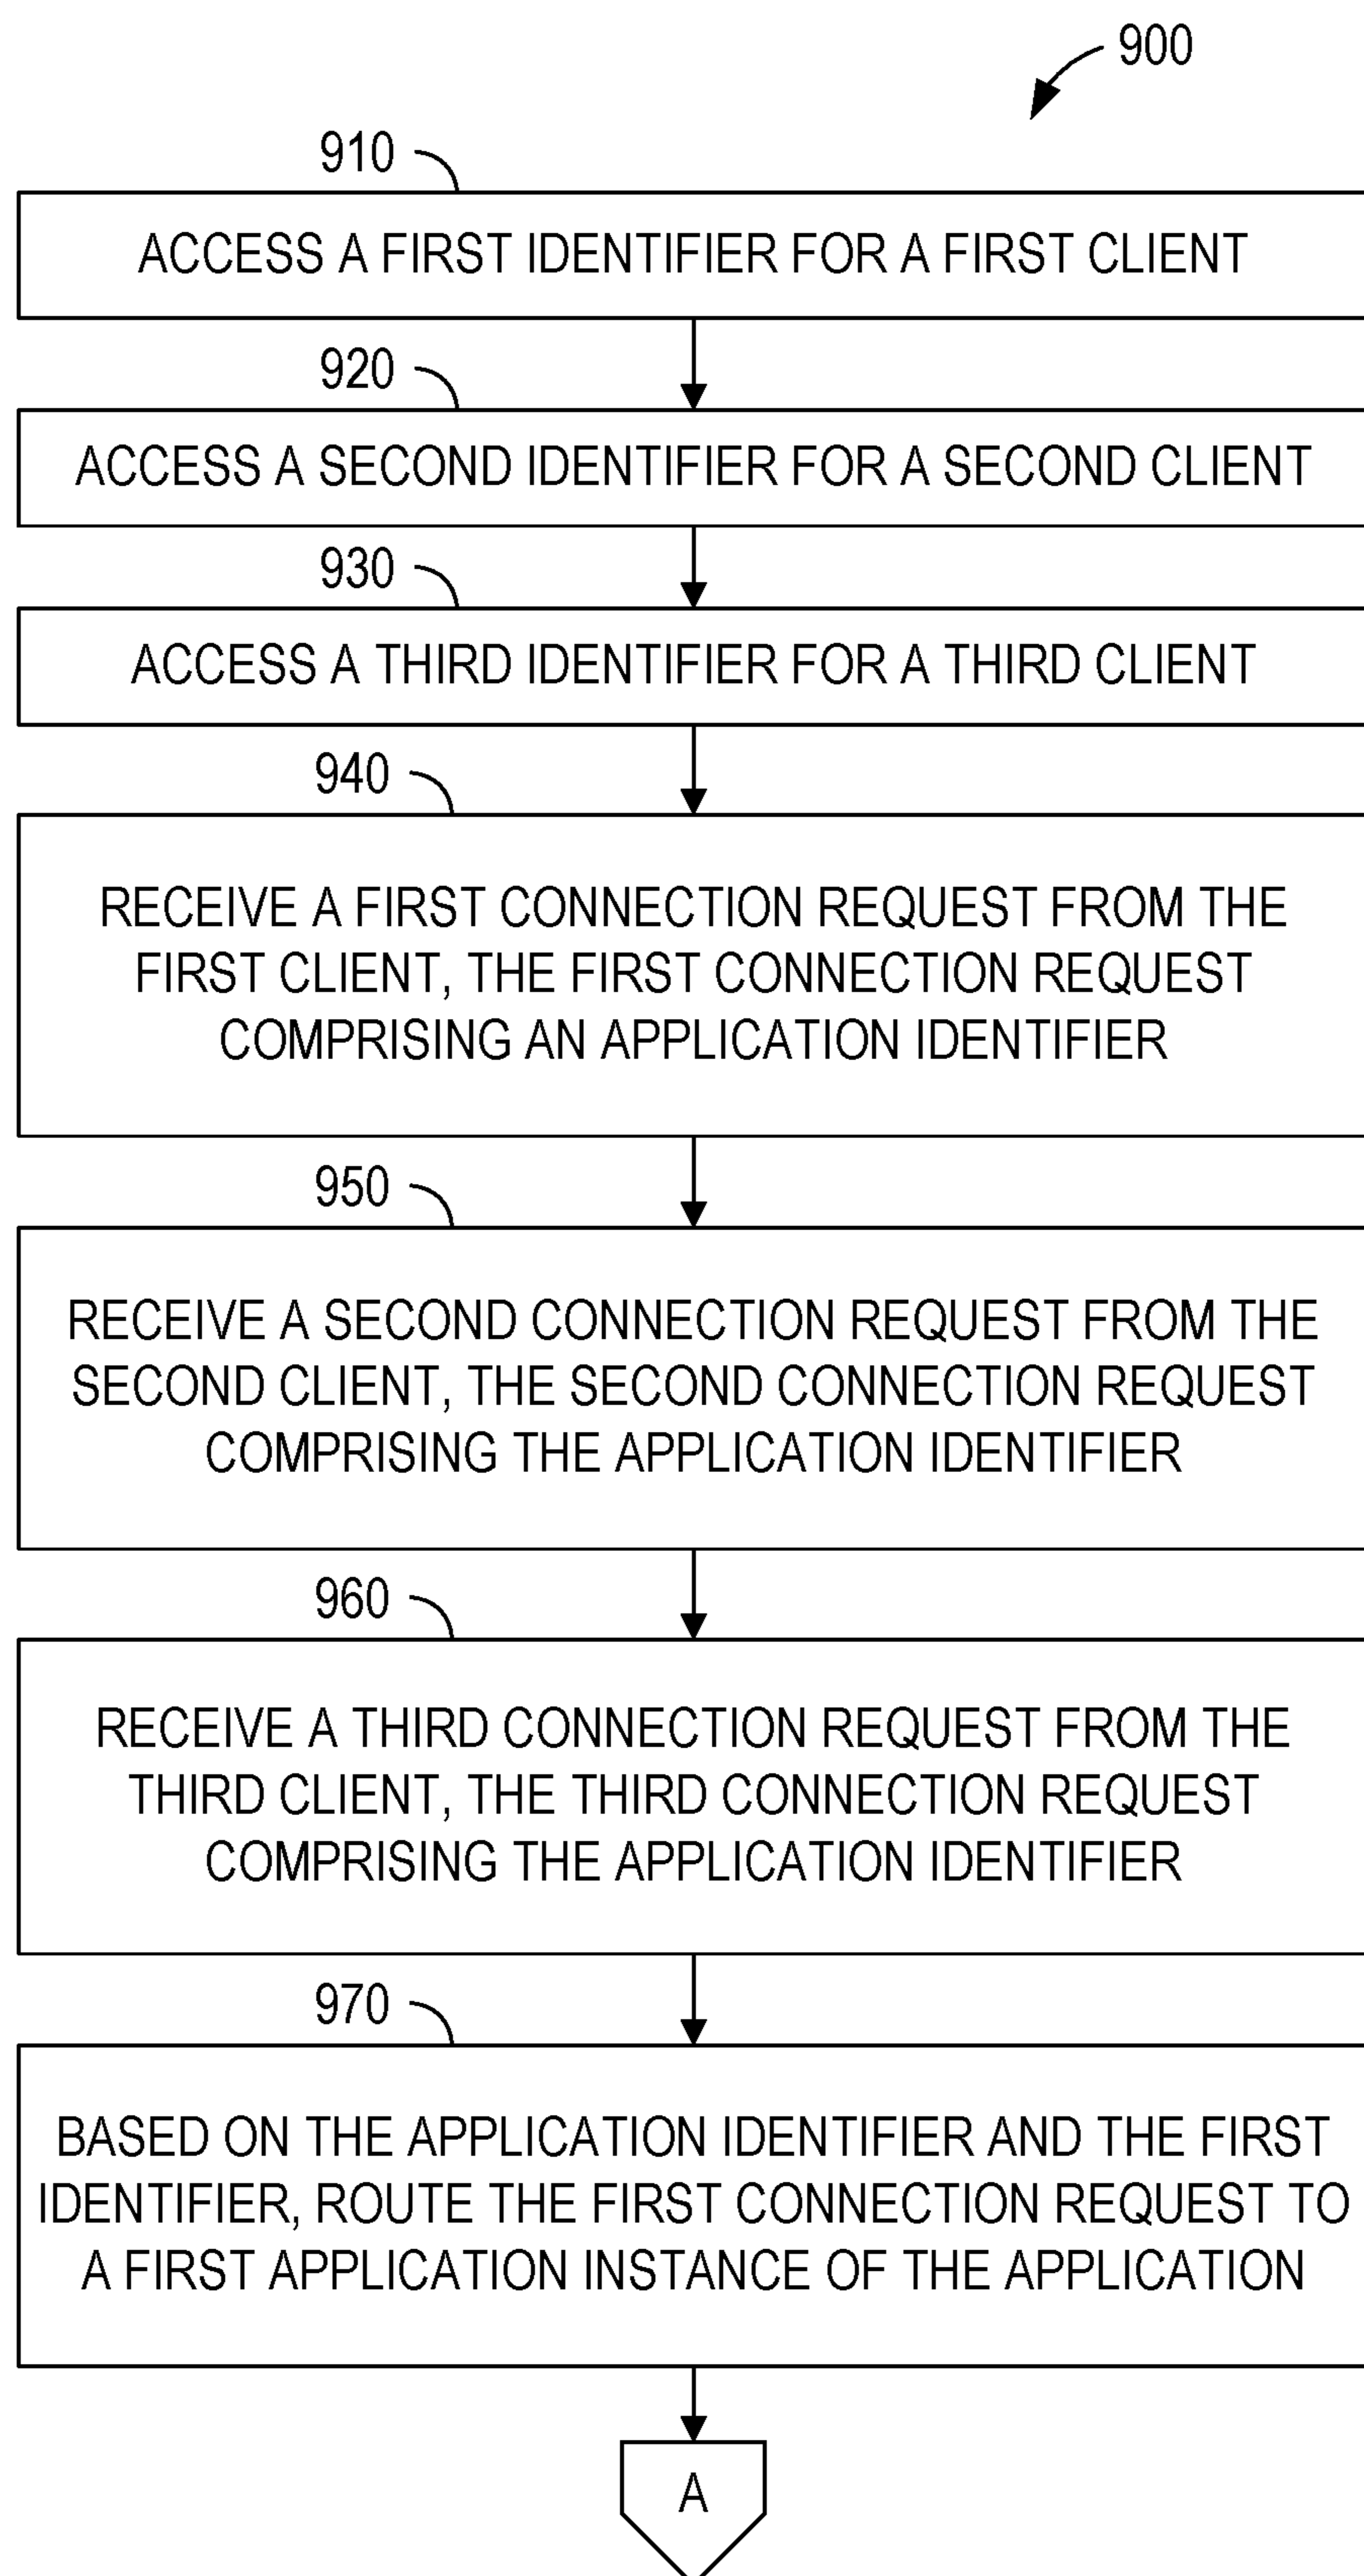 900
910
ACCESS A FIRST IDENTIFIER FOR A FIRST CLIENT
920
ACCESS A SECOND IDENTIFIER FOR A SECOND CLIENT
930
ACCESS A THIRD IDENTIFIER FOR A THIRD CLIENT
940
RECEIVE A FIRST CONNECTION REQUEST FROM THE
FIRST CLIENT, THE FIRST CONNECTION REQUEST
COMPRISING AN APPLICATION IDENTIFIER
950
RECEIVE A SECOND CONNECTION REQUEST FROM THE
SECOND CLIENT, THE SECOND CONNECTION REQUEST
COMPRISING THE APPLICATION IDENTIFIER
960
RECEIVE A THIRD CONNECTION REQUEST FROM THE
THIRD CLIENT, THE THIRD CONNECTION REQUEST
COMPRISING THE APPLICATION IDENTIFIER
970
BASED ON THE APPLICATION IDENTIFIER AND THE FIRST
IDENTIFIER, ROUTE THE FIRST CONNECTION REQUEST TO
A FIRST APPLICATION INSTANCE OF THE APPLICATION
A